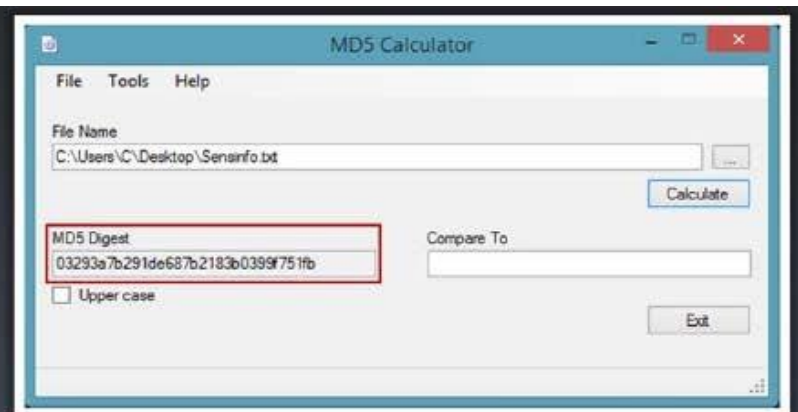 MD5 Calculator
File Tools Help
File Name
C:\Users\C\Desktop\Sensinfo.txt
...
Calculate
MD5 Digest
Compare To
03293a7b291de687b2183b0399f751fb
Upper case
Exit